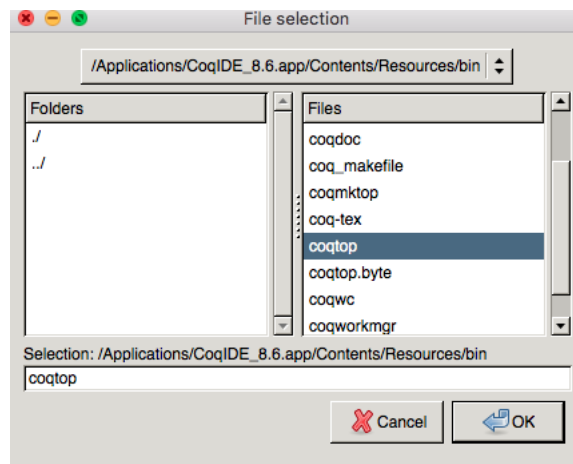 File selection
/Applications/CoqIDE_8.6.app/Contents/Resources/bin
Folders
./
../
Files
coqdoc
coq_makefile
coqmktop
coq-tex
coqtop
coqtop.byte
coqwc
coqworkmgr
Selection: /Applications/CoqIDE_8.6.app/Contents/Resources/bin
coqtop
Cancel
OK